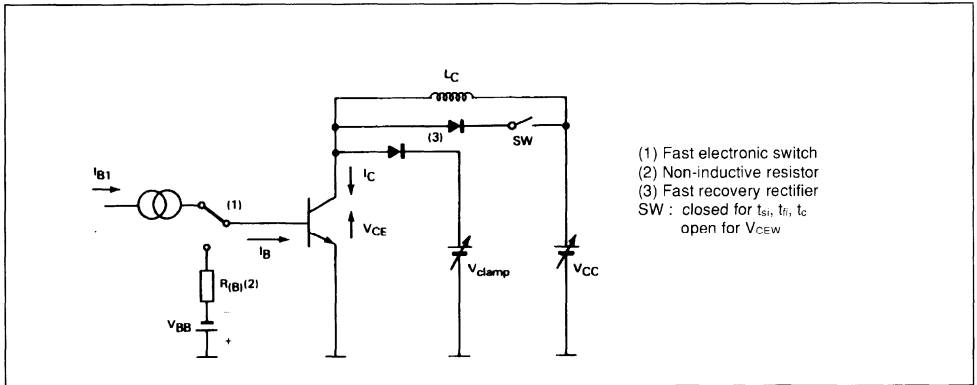 L_C
(3)
SW
I_B1
(1)
I_C
V_CE
I_B
R_(B)(2)
V_BB
+
V_clamp
V_CC
(1) Fast electronic switch
(2) Non-inductive resistor
(3) Fast recovery rectifier
SW : closed for t_si, t_fi, t_c
open for V_CEW